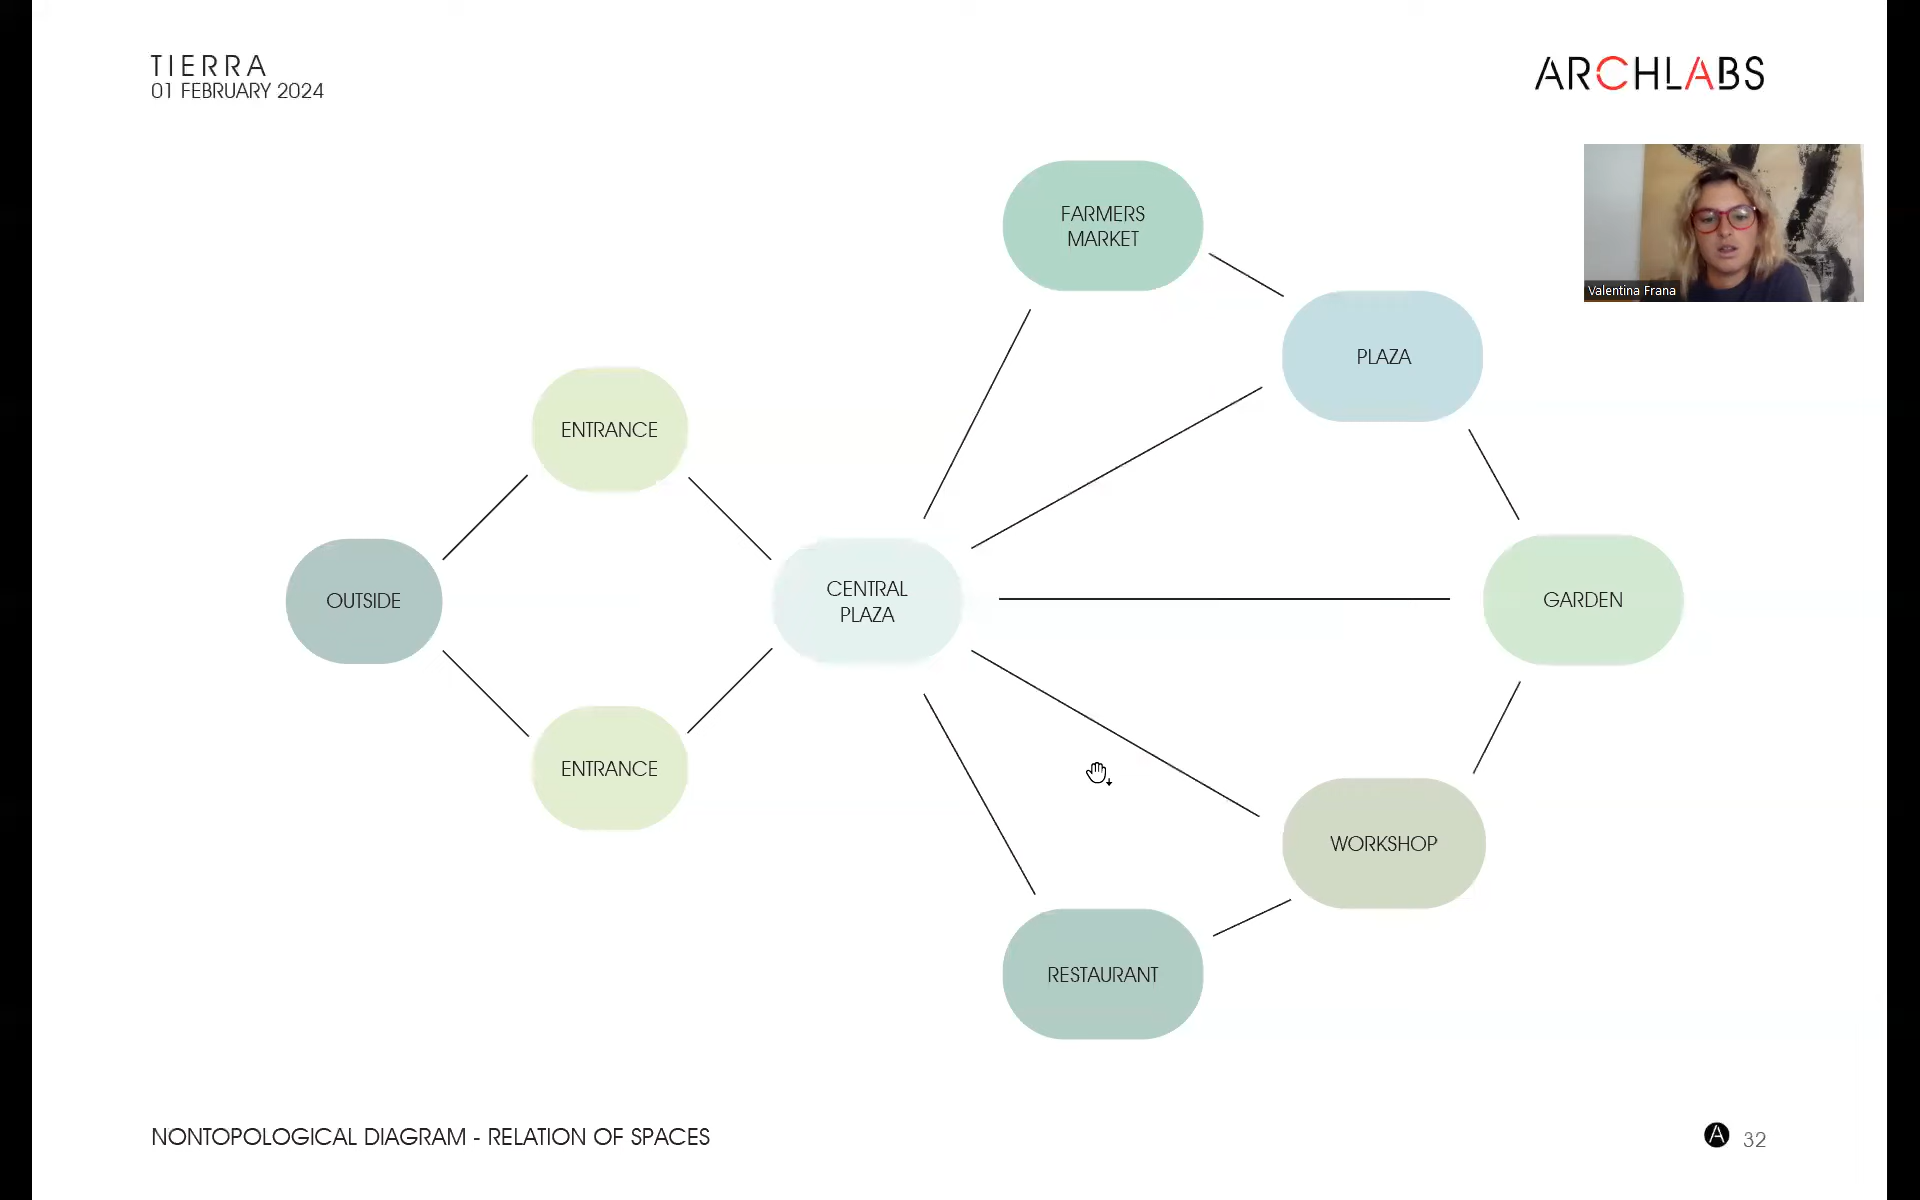 TIERRA
01 FEBRUARY 2024
ARCHLABS
FARMERS
MARKET
Valentina Frana
PLAZA
ENTRANCE
CENTRAL
PLAZA
OUTSIDE
GARDEN
ENTRANCE
WORKSHOP
RESTAURANT
NONTOPOLOGICAL DIAGRAM - RELATION OF SPACES
A 32